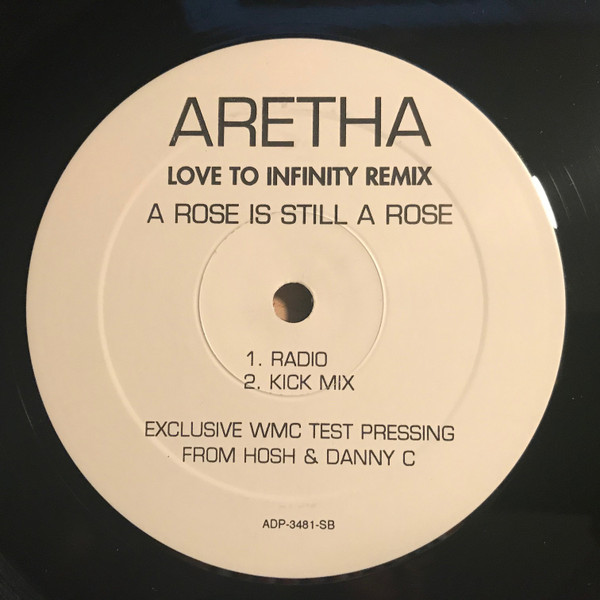 ARETHA
LOVE TO INFINITY REMIX
A ROSE IS STILL A ROSE
1. RADIO
2. KICK MIX
EXCLUSIVE WMC TEST PRESSING
FROM HOSH & DANNY C
ADP-3481-SB